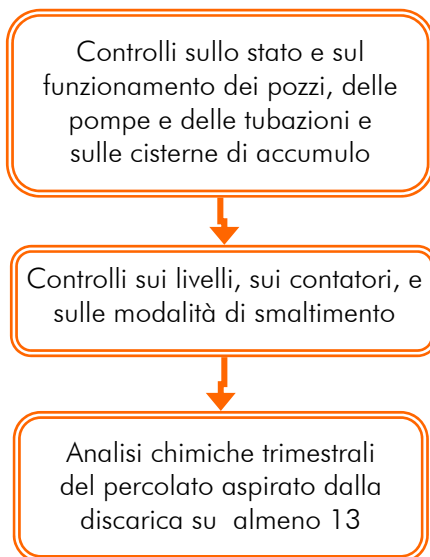 Controlli sullo stato e sul
funzionamento dei pozzi, delle
pompe e delle tubazioni e
sulle cisterne di accumulo
Controlli sui livelli, sui contatori, e
sulle modalità di smaltimento
Analisi chimiche trimestrali
del percolato aspirato dalla
discarica su almeno 13